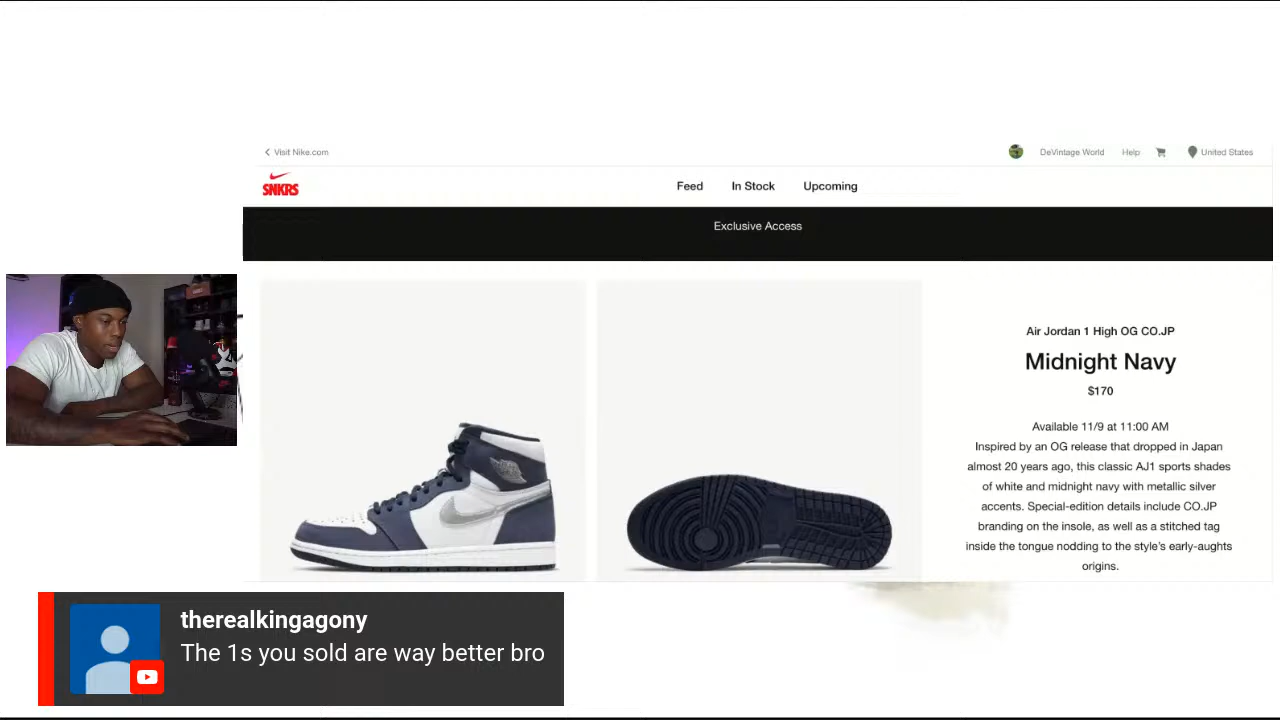 Visit Nike.com
DeVintage World Help United States
SNKRS
Feed In Stock Upcoming
Exclusive Access
Air Jordan 1 High OG CO.JP
Midnight Navy
$170
Available 11/9 at 11:00 AM
Inspired by an OG release that dropped in Japan
almost 20 years ago, this classic AJ1 sports shades
of white and midnight navy with metallic silver
accents. Special-edition details include CO.JP
branding on the insole, as well as a stitched tag
inside the tongue nodding to the style's early-aughts
origins.
therealkingagony
The 1s you sold are way better bro